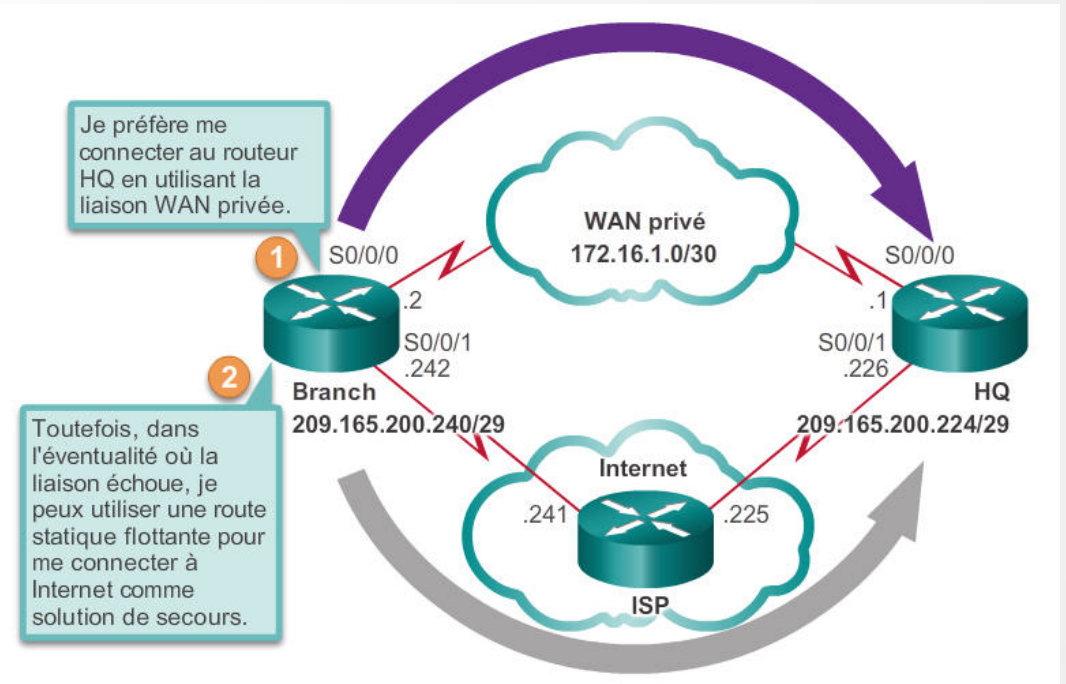 Je préfère me
connecter au routeur
HQ en utilisant la
liaison WAN privée.
1
S0/0/0
WAN privé
172.16.1.0/30
S0/0/0
.2
.1
S0/0/1
.242
S0/0/1
.226
2
Branch
HQ
209.165.200.240/29
209.165.200.224/29
Toutefois, dans
l'éventualité où la
liaison échoue, je
peux utiliser une route
statique flottante pour
me connecter à
Internet comme
solution de secours.
Internet
.241
.225
ISP